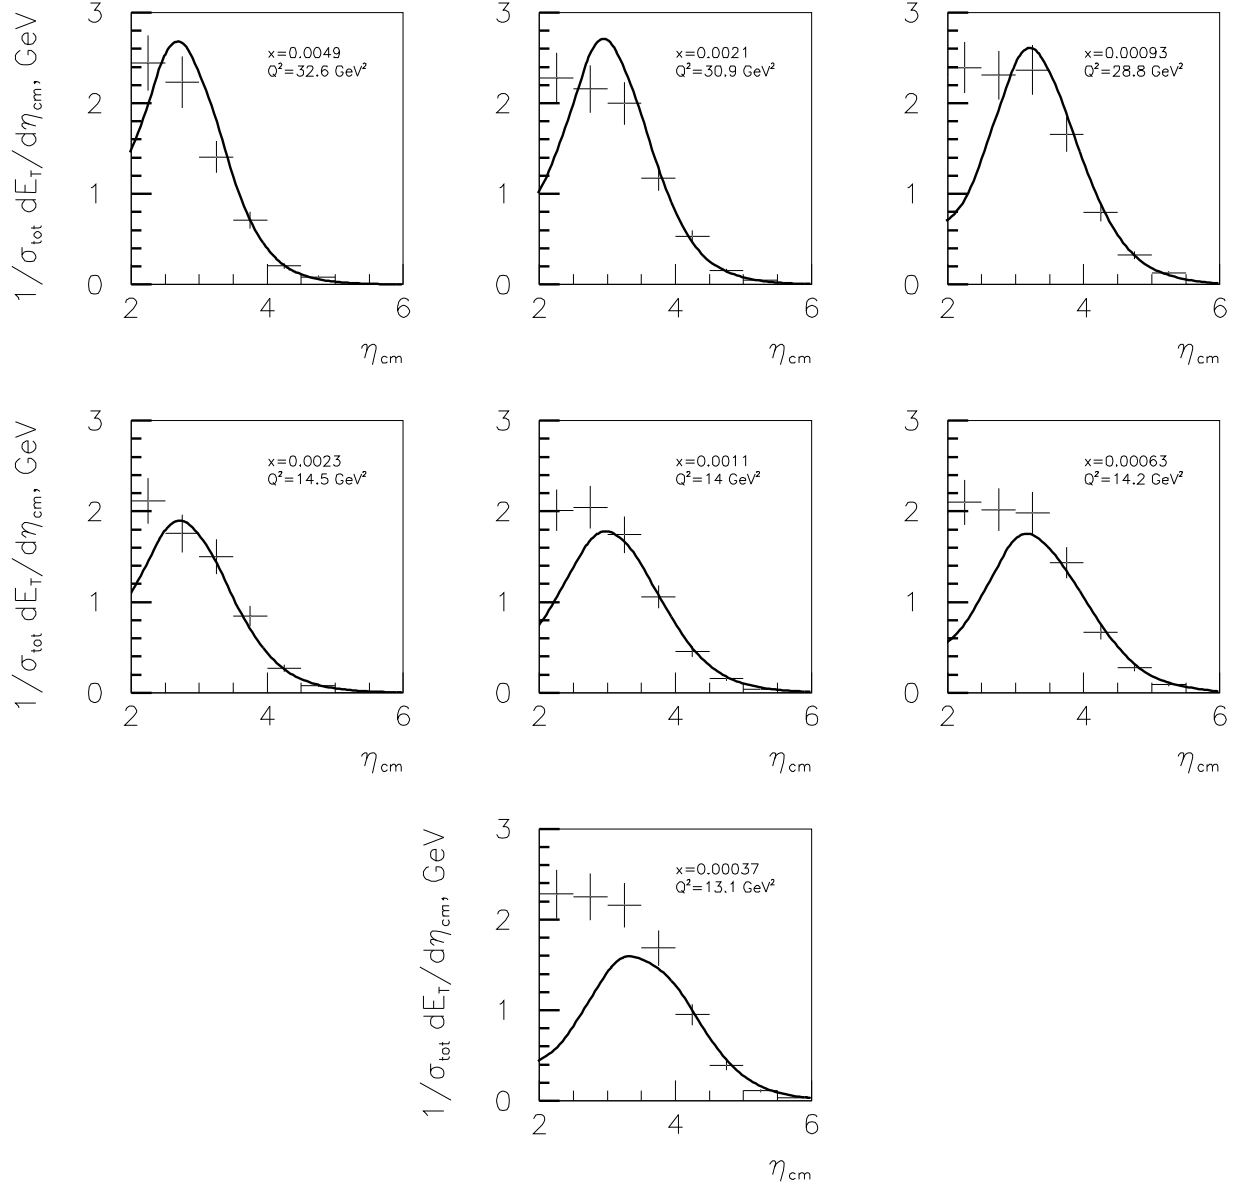 1/σtot dET/dηcm, GeV
3
2
1
0
x=0.0049
Q²=32.6 GeV²
2 4 6
ηcm
3
2
1
0
x=0.0021
Q²=30.9 GeV²
2 4 6
ηcm
3
2
1
0
x=0.00093
Q²=28.8 GeV²
2 4 6
ηcm
1/σtot dET/dηcm, GeV
3
2
1
0
x=0.0023
Q²=14.5 GeV²
2 4 6
ηcm
3
2
1
0
x=0.0011
Q²=14 GeV²
2 4 6
ηcm
3
2
1
0
x=0.00063
Q²=14.2 GeV²
2 4 6
ηcm
1/σtot dET/dηcm, GeV
3
2
1
0
x=0.00037
Q²=13.1 GeV²
2 4 6
ηcm